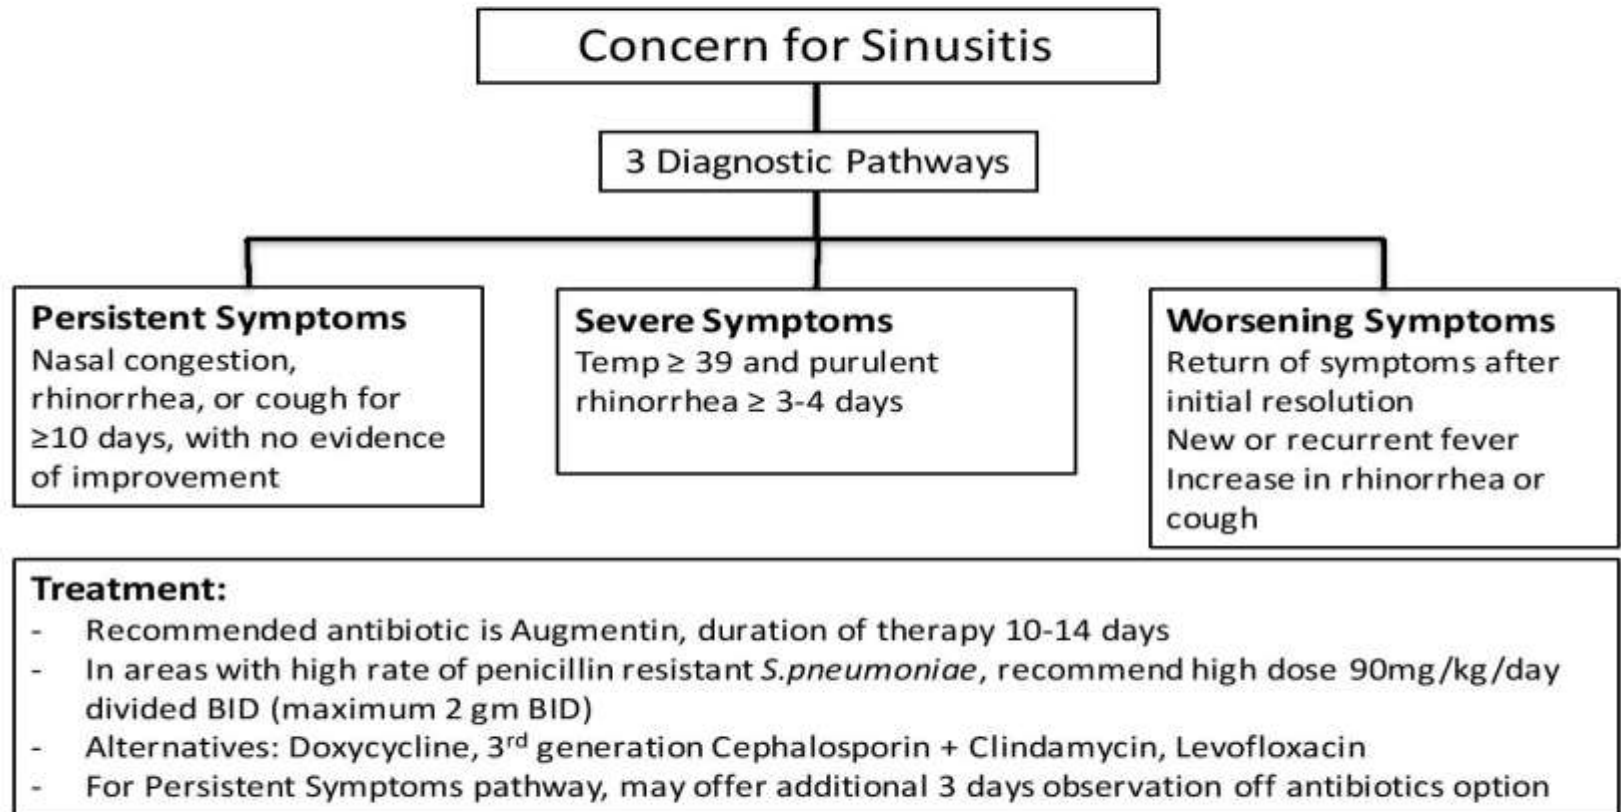 Concern for Sinusitis
3 Diagnostic Pathways
Persistent Symptoms
Nasal congestion,
rhinorrhea, or cough for
≥10 days, with no evidence
of improvement
Severe Symptoms
Temp ≥ 39 and purulent
rhinorrhea ≥ 3-4 days
Worsening Symptoms
Return of symptoms after
initial resolution
New or recurrent fever
Increase in rhinorrhea or
cough
Treatment:
- Recommended antibiotic is Augmentin, duration of therapy 10-14 days
- In areas with high rate of penicillin resistant S.pneumoniae, recommend high dose 90mg/kg/day
divided BID (maximum 2 gm BID)
- Alternatives: Doxycycline, 3rd generation Cephalosporin + Clindamycin, Levofloxacin
- For Persistent Symptoms pathway, may offer additional 3 days observation off antibiotics option